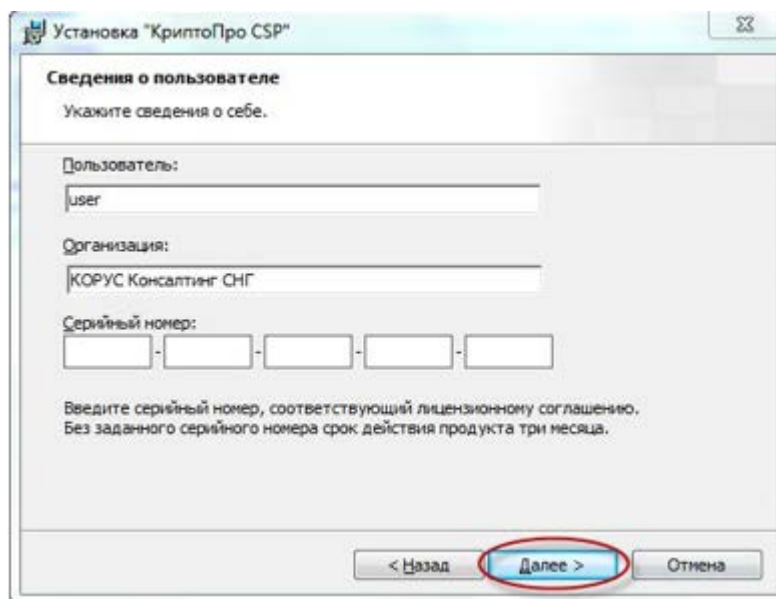 Установка "КриптоПро CSP"
Сведения о пользователе
Укажите сведения о себе.
Пользователь:
user
Организация:
КОРУС Консалтинг СНГ
Серийный номер:
- - - -
Введите серийный номер, соответствующий лицензионному соглашению.
Без заданного серийного номера срок действия продукта три месяца.
< Назад Далее > Отмена